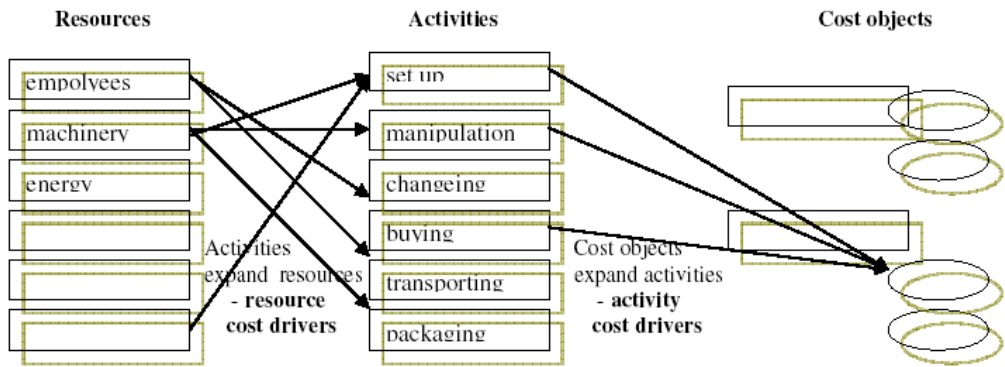 Resources
Activities
Cost objects
empolyees
set up
machinery
manipulation
energy
changeing
buying
Activities
expand resources
- resource
cost drivers
Cost objects
expand activities
- activity
cost drivers
transporting
packaging